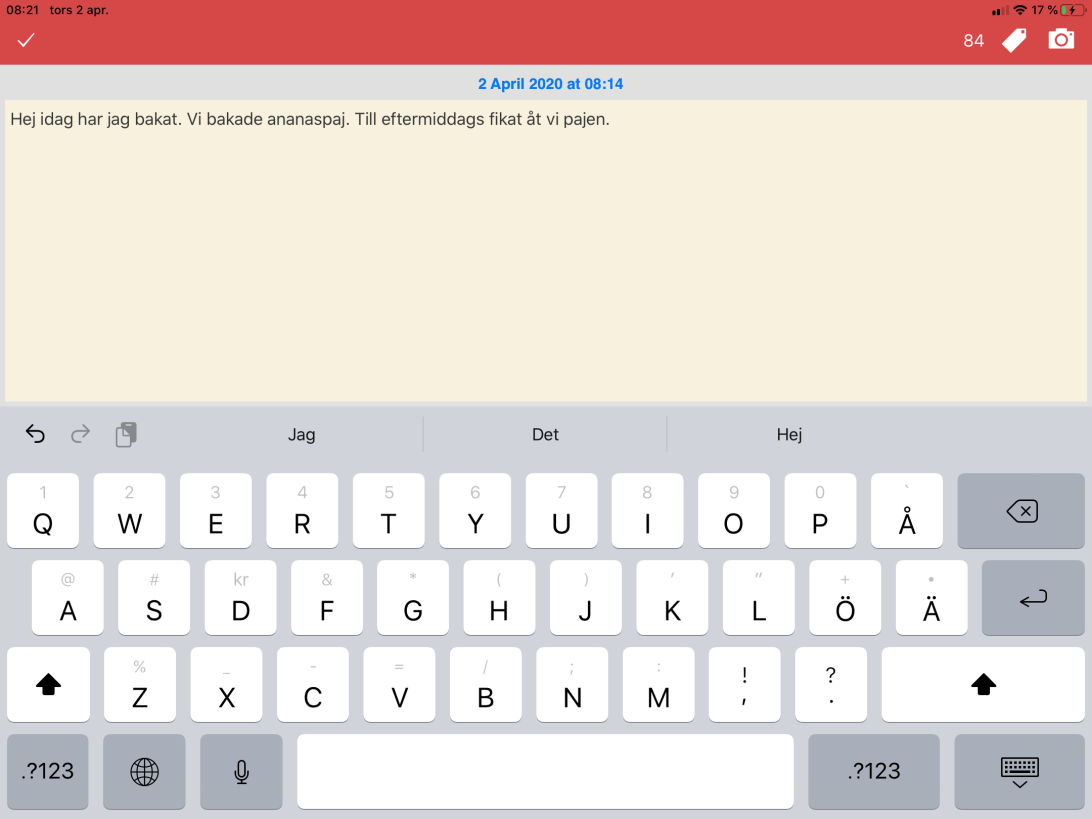 08:21 tors 2 apr. 17 %
84
2 April 2020 at 08:14
Hej idag har jag bakat. Vi bakade ananaspaj. Till eftermiddags fikat åt vi pajen.
Jag Det Hej
1 2 3 4 5 6 7 8 9 0 `
Q W E R T Y U I O P Å
@ # kr & * ( ) ' " + •
A S D F G H J K L Ö Ä
% _ - = / ; : ! ?
Z X C V B N M , .
.?123 .?123